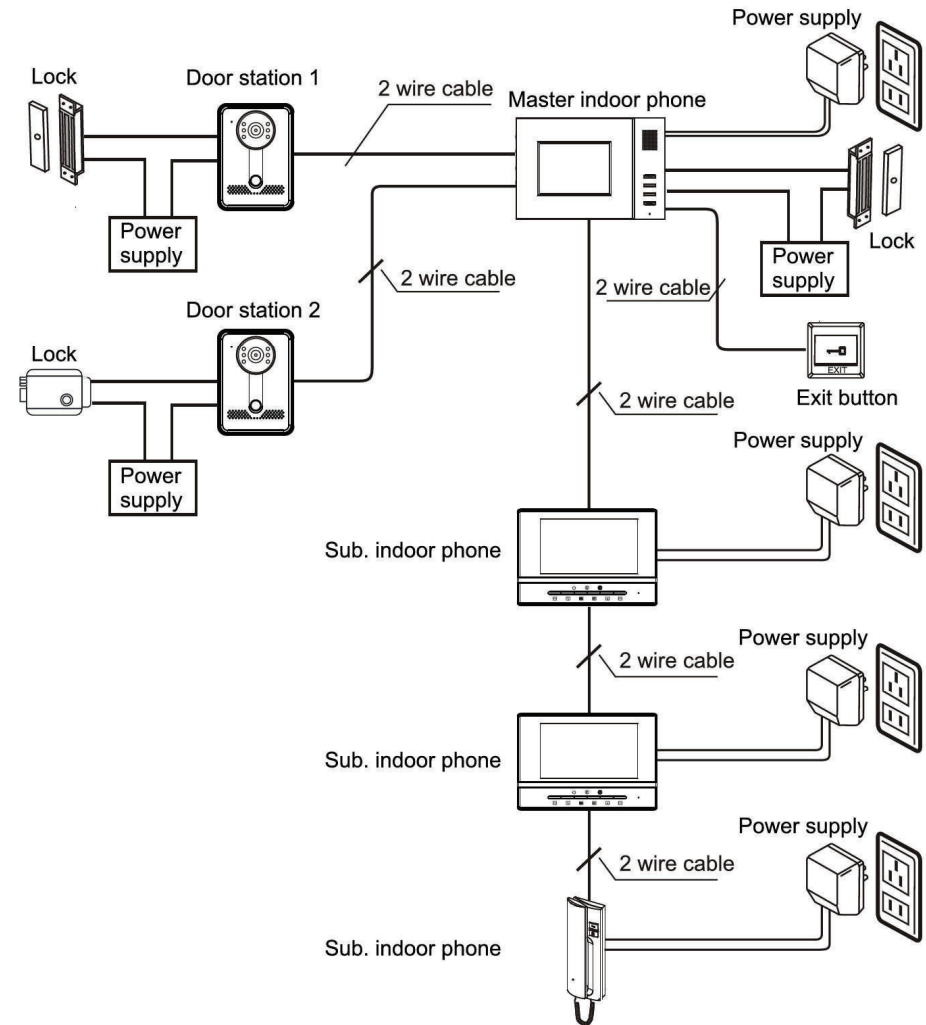 Power supply
Lock
Door station 1
2 wire cable
Master indoor phone
Power
supply
Lock
Power
supply
2 wire cable
2 wire cable
Door station 2
Lock
EXIT
Exit button
2 wire cable
Power supply
Power
supply
Sub. indoor phone
Power supply
2 wire cable
Sub. indoor phone
Power supply
2 wire cable
Sub. indoor phone